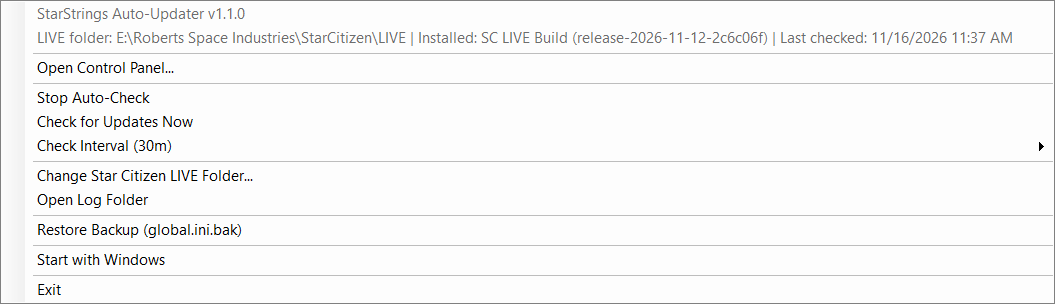 StarStrings Auto-Updater v1.1.0
LIVE folder: E:\Roberts Space Industries\StarCitizen\LIVE | Installed: SC LIVE Build (release-2026-11-12-2c6c06f) | Last checked: 11/16/2026 11:37 AM
Open Control Panel...
Stop Auto-Check
Check for Updates Now
Check Interval (30m)
Change Star Citizen LIVE Folder...
Open Log Folder
Restore Backup (global.ini.bak)
Start with Windows
Exit